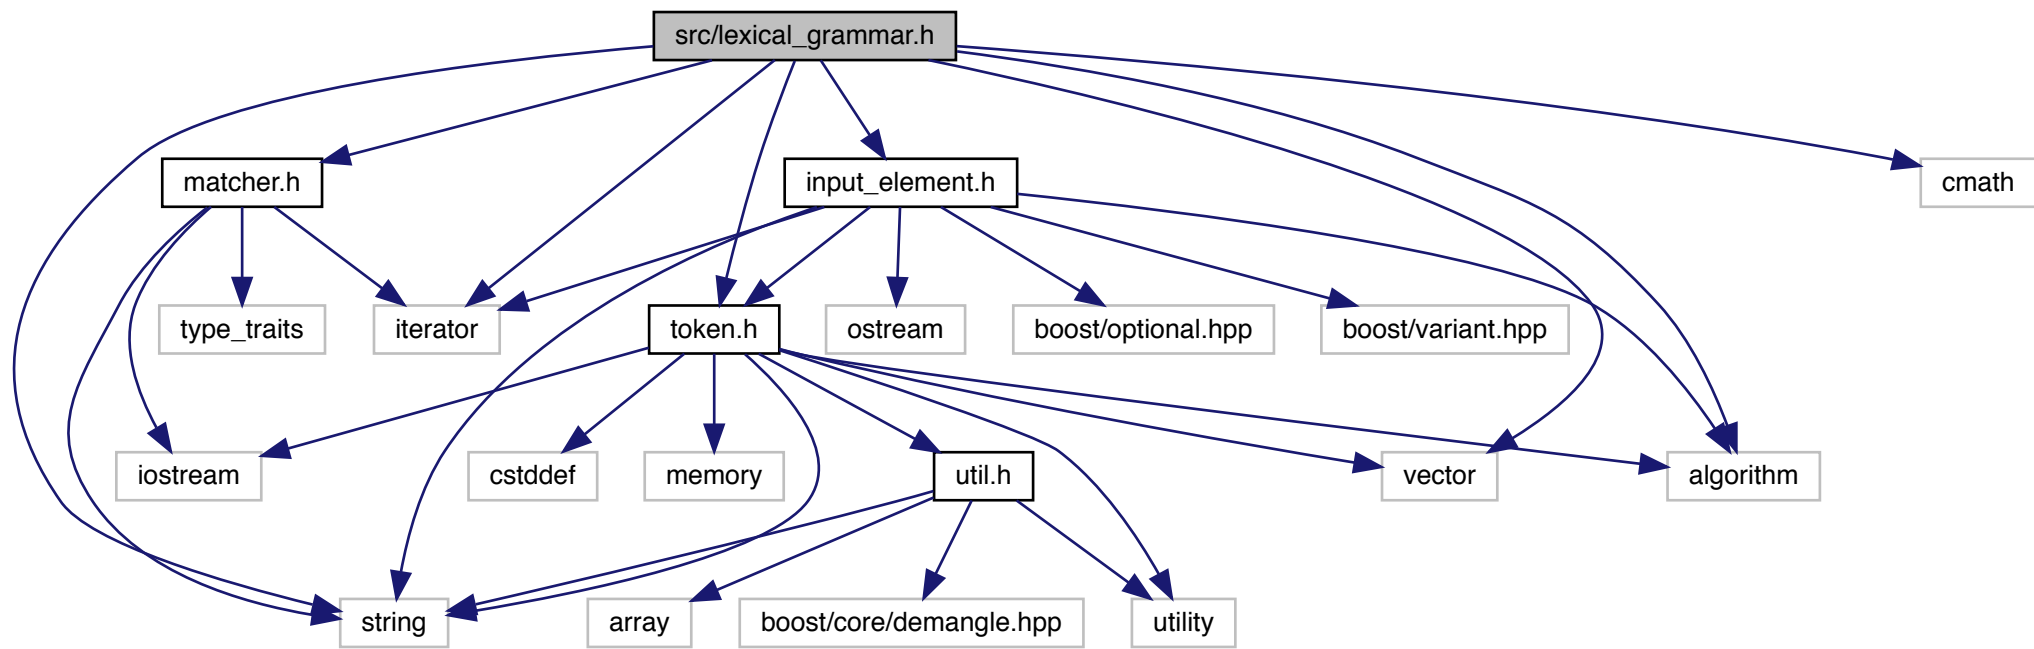 src/lexical_grammar.h
matcher.h
input_element.h
cmath
type_traits
iterator
token.h
ostream
boost/optional.hpp
boost/variant.hpp
iostream
cstddef
memory
util.h
vector
algorithm
string
array
boost/core/demangle.hpp
utility